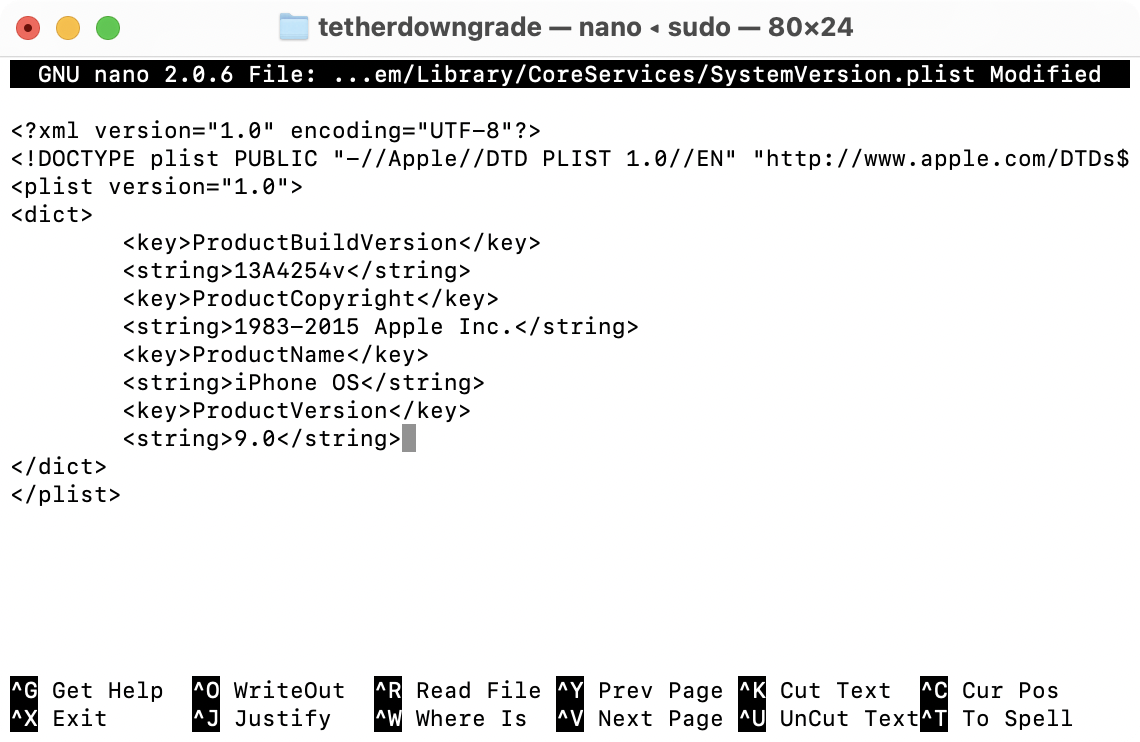 tetherdowngrade — nano ◂ sudo — 80×24
GNU nano 2.0.6 File: ...em/Library/CoreServices/SystemVersion.plist Modified
<?xml version="1.0" encoding="UTF-8"?>
<!DOCTYPE plist PUBLIC "-//Apple//DTD PLIST 1.0//EN" "http://www.apple.com/DTDs$
<plist version="1.0">
<dict>
        <key>ProductBuildVersion</key>
        <string>13A4254v</string>
        <key>ProductCopyright</key>
        <string>1983-2015 Apple Inc.</string>
        <key>ProductName</key>
        <string>iPhone OS</string>
        <key>ProductVersion</key>
        <string>9.0</string>
</dict>
</plist>
^G Get Help  ^O WriteOut  ^R Read File ^Y Prev Page ^K Cut Text  ^C Cur Pos
^X Exit      ^J Justify   ^W Where Is  ^V Next Page ^U UnCut Text^T To Spell